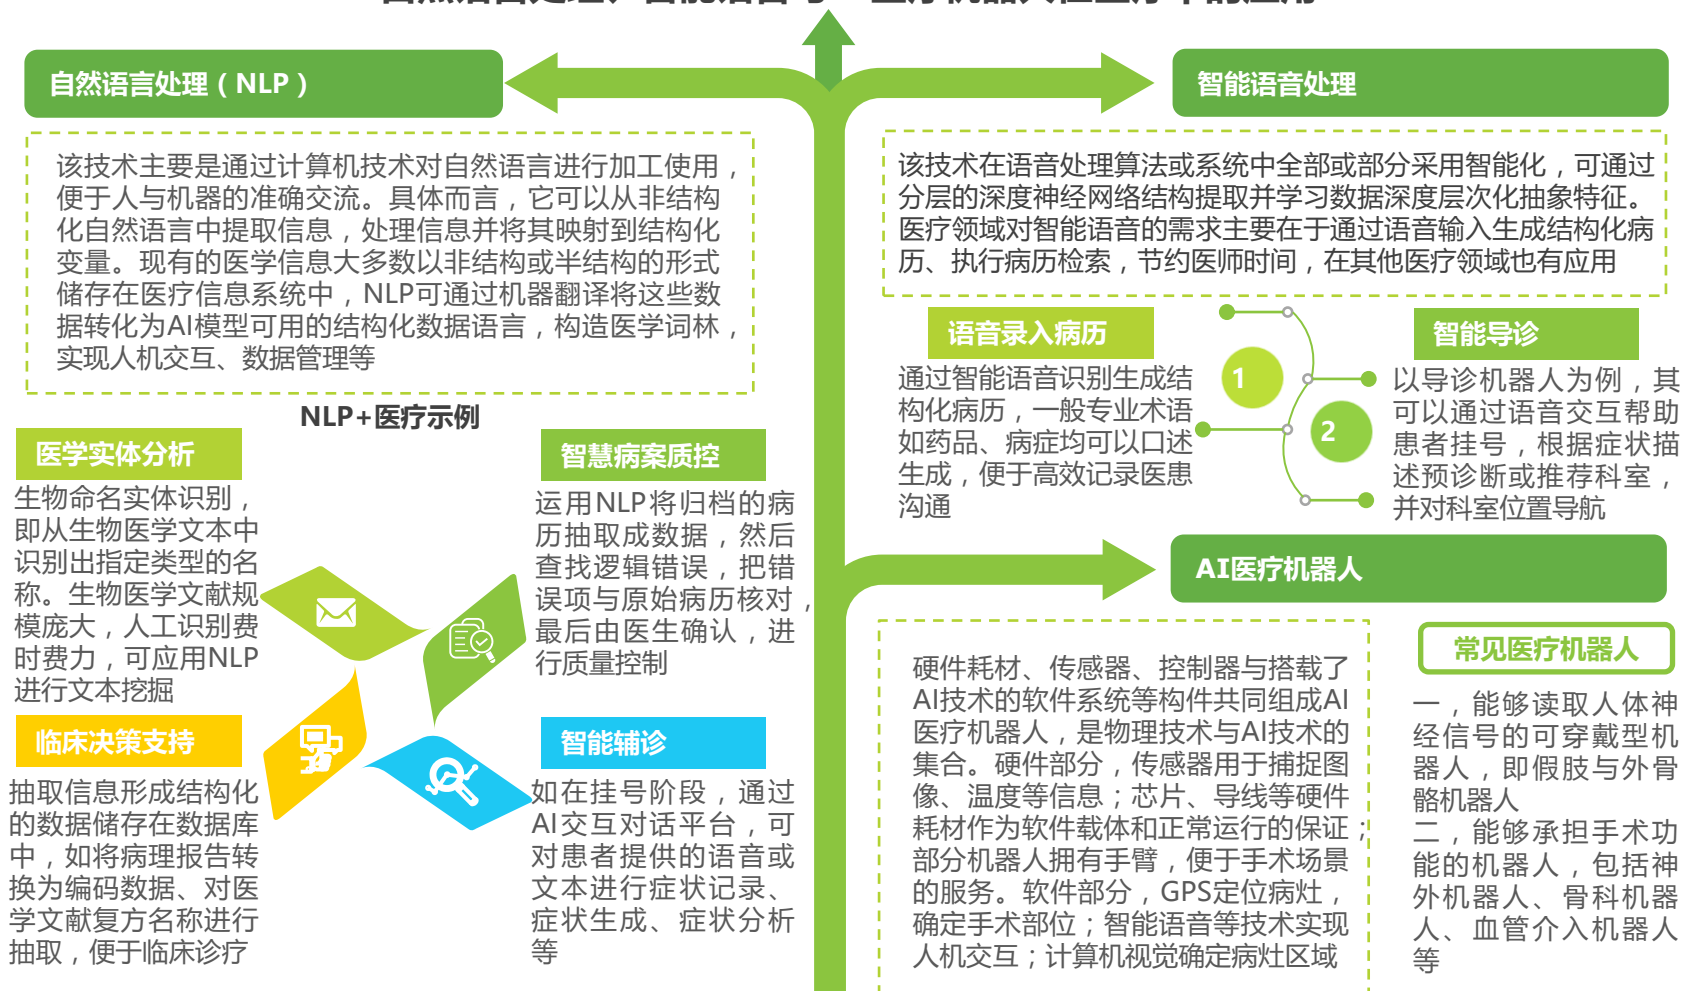 自然语言处理（NLP）
该技术主要是通过计算机技术对自然语言进行加工使用，
便于人与机器的准确交流。具体而言，它可以从非结构
化自然语言中提取信息，处理信息并将其映射到结构化
变量。现有的医学信息大多数以非结构或半结构的形式
储存在医疗信息系统中，NLP可通过机器翻译将这些数
据转化为AI模型可用的结构化数据语言，构造医学词林，
实现人机交互、数据管理等
NLP+医疗示例
医学实体分析
生物命名实体识别，
即从生物医学文本中
识别出指定类型的名
称。生物医学文献规
模庞大，人工识别费
时费力，可应用NLP
进行文本挖掘
智慧病案质控
运用NLP将归档的病
历抽取成数据，然后
查找逻辑错误，把错
误项与原始病历核对，
最后由医生确认，进
行质量控制
临床决策支持
抽取信息形成结构化
的数据储存在数据库
中，如将病理报告转
换为编码数据、对医
学文献复方名称进行
抽取，便于临床诊疗
智能辅诊
如在挂号阶段，通过
AI交互对话平台，可
对患者提供的语音或
文本进行症状记录、
症状生成、症状分析
等
智能语音处理
该技术在语音处理算法或系统中全部或部分采用智能化，可通过
分层的深度神经网络结构提取并学习数据深度层次化抽象特征。
医疗领域对智能语音的需求主要在于通过语音输入生成结构化病
历、执行病历检索，节约医师时间，在其他医疗领域也有应用
语音录入病历
通过智能语音识别生成结
构化病历，一般专业术语
如药品、病症均可以口述
生成，便于高效记录医患
沟通
1
2
智能导诊
以导诊机器人为例，其
可以通过语音交互帮助
患者挂号，根据症状描
述预诊断或推荐科室，
并对科室位置导航
AI医疗机器人
硬件耗材、传感器、控制器与搭载了
AI技术的软件系统等构件共同组成AI
医疗机器人，是物理技术与AI技术的
集合。硬件部分，传感器用于捕捉图
像、温度等信息；芯片、导线等硬件
耗材作为软件载体和正常运行的保证；
部分机器人拥有手臂，便于手术场景
的服务。软件部分，GPS定位病灶，
确定手术部位；智能语音等技术实现
人机交互；计算机视觉确定病灶区域
常见医疗机器人
一，能够读取人体神
经信号的可穿戴型机
器人，即假肢与外骨
骼机器人
二，能够承担手术功
能的机器人，包括神
外机器人、骨科机器
人、血管介入机器人
等